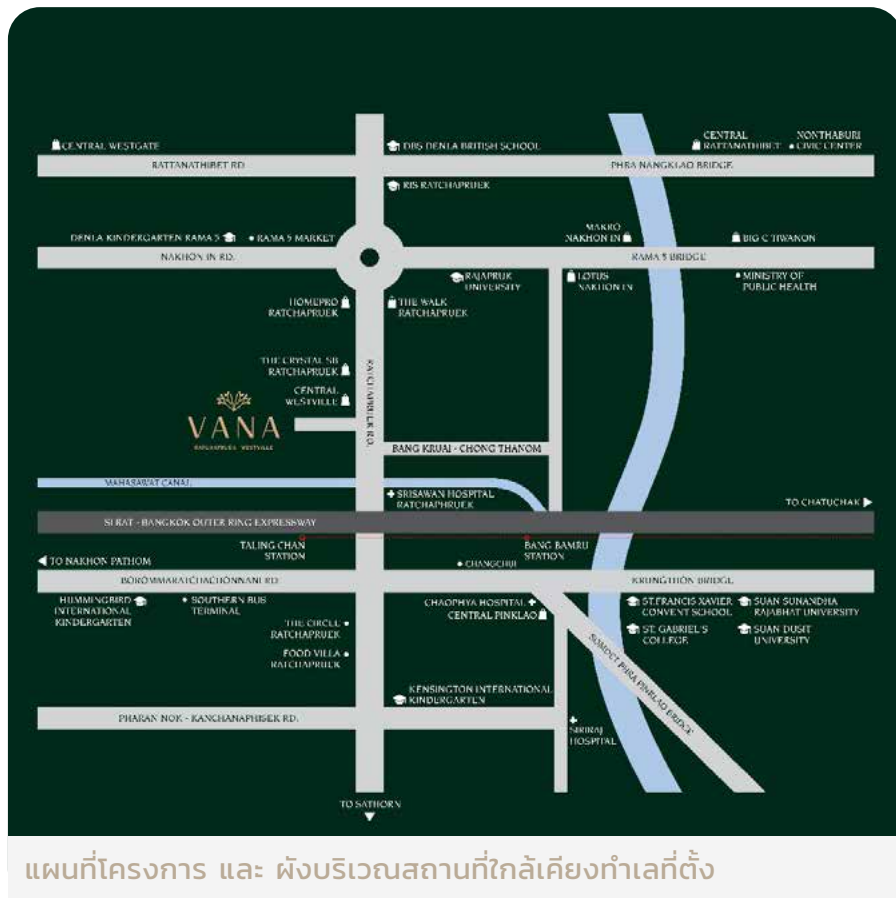 CENTRAL WESTGATE
DBS DENLA BRITISH SCHOOL
CENTRAL
RATTANATHIBET
NONTHABURI
CIVIC CENTER
RATTANATHIBET RD.
PHRA NANGKLAO BRIDGE
RIS RATCHAPRUEK
DENLA KINDERGARTEN RAMA 5
RAMA 5 MARKET
MAKRO
NAKHON IN
BIG C TIWANON
NAKHON IN RD.
RAMA 5 BRIDGE
RAJAPRUK
UNIVERSITY
LOTUS
NAKHON IN
MINISTRY OF
PUBLIC HEALTH
HOMEPRO
RATCHAPRUEK
THE WALK
RATCHAPRUEK
THE CRYSTAL SB
RATCHAPRUEK
CENTRAL
WESTVILLE
RATCHAPRUEK RD.
VANA
RATCHAPRUEK - WESTVILLE
BANG KRUAI - CHONG THANOM
MAHASAWAT CANAL
SRISAWAN HOSPITAL
RATCHAPHRUEK
TO CHATUCHAK
SI RAT - BANGKOK OUTER RING EXPRESSWAY
TALING CHAN
STATION
BANG BAMRU
STATION
TO NAKHON PATHOM
CHANGCHUI
BOROMMARATCHACHONNANI RD.
KRUNGTHON BRIDGE
HUMMINGBIRD
INTERNATIONAL
KINDERGARTEN
SOUTHERN BUS
TERMINAL
CHAOPHYA HOSPITAL
CENTRAL PINKLAO
ST.FRANCIS XAVIER
CONVENT SCHOOL
SUAN SUNANDHA
RAJABHAT UNIVERSITY
THE CIRCLE
RATCHAPRUEK
ST. GABRIEL'S
COLLEGE
SUAN DUSIT
UNIVERSITY
FOOD VILLA
RATCHAPRUEK
SOMDET PHRA PINKLAO BRIDGE
KENSINGTON INTERNATIONAL
KINDERGARTEN
PHARAN NOK - KANCHANAPHISEK RD.
SIRIRAJ
HOSPITAL
TO SATHORN
แผนที่โครงการ และ ผังบริเวณสถานที่ใกล้เคียงทำเลที่ตั้ง